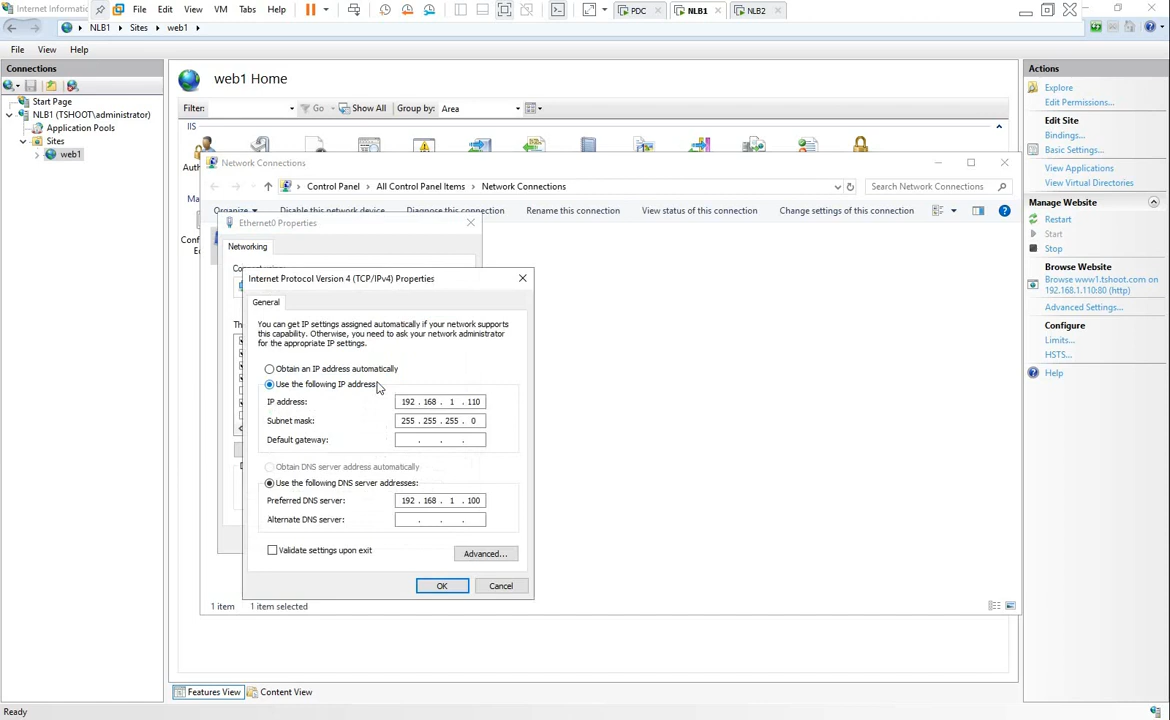 Internet Informatic
File Edit View VM Tabs Help
PDC NLB1 NLB2
NLB1 Sites web1
File View Help
Connections
Start Page
NLB1 (TSHOOT\administrator)
Application Pools
Sites
web1
web1 Home
Filter: Go Show All Group by: Area
IIS
Network Connections
Control Panel All Control Panel Items Network Connections
Search Network Connections
Organize Disable this network device Diagnose this connection Rename this connection View status of this connection Change settings of this connection
Ethernet0 Properties
Networking
Internet Protocol Version 4 (TCP/IPv4) Properties
General
You can get IP settings assigned automatically if your network supports
this capability. Otherwise, you need to ask your network administrator
for the appropriate IP settings.
Obtain an IP address automatically
Use the following IP address:
IP address: 192 . 168 . 1 . 110
Subnet mask: 255 . 255 . 255 . 0
Default gateway: . . .
Obtain DNS server address automatically
Use the following DNS server addresses:
Preferred DNS server: 192 . 168 . 1 . 100
Alternate DNS server: . . .
Validate settings upon exit
Advanced...
OK Cancel
1 item 1 item selected
Features View Content View
Ready
Actions
Explore
Edit Permissions...
Edit Site
Bindings...
Basic Settings...
View Applications
View Virtual Directories
Manage Website
Restart
Start
Stop
Browse Website
Browse www1.tshoot.com on
192.168.1.110:80 (http)
Advanced Settings...
Configure
Limits...
HSTS...
Help